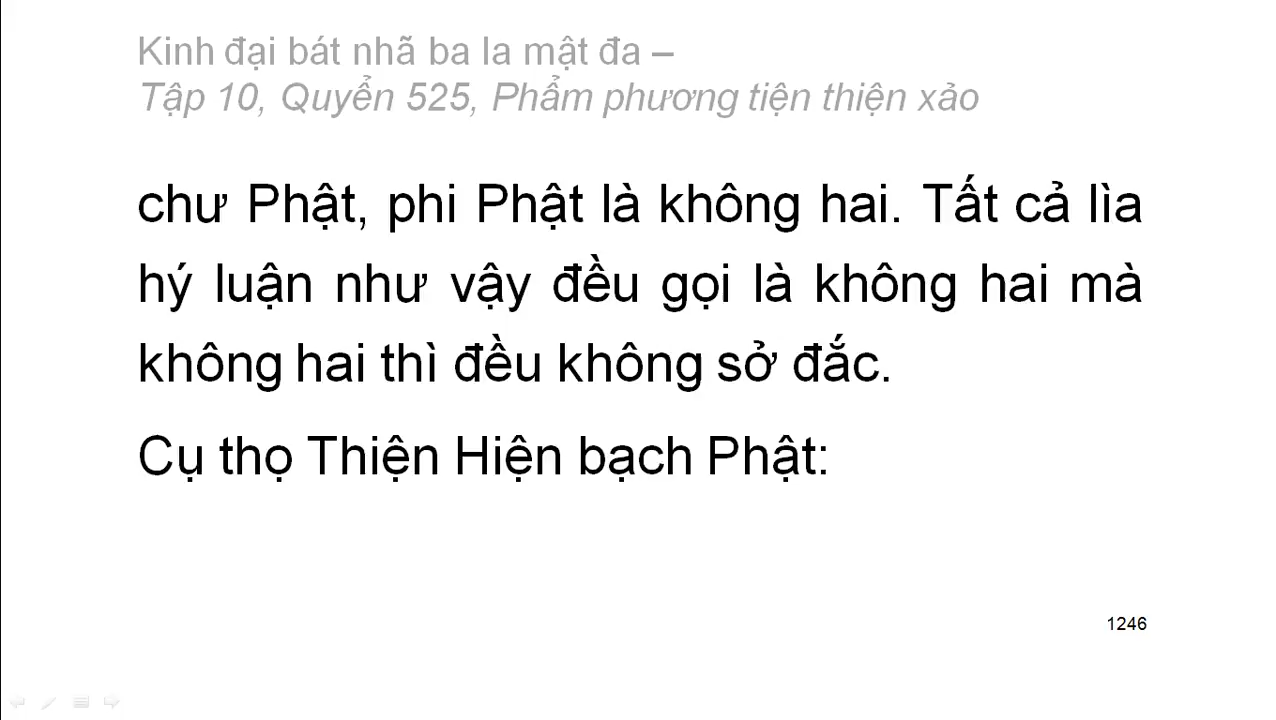 Kinh đại bát nhã ba la mật đa –
Tập 10, Quyển 525, Phẩm phương tiện thiện xảo
chư Phật, phi Phật là không hai. Tất cả lìa
hý luận như vậy đều gọi là không hai mà
không hai thì đều không sở đắc.
Cụ thọ Thiện Hiện bạch Phật:
1246